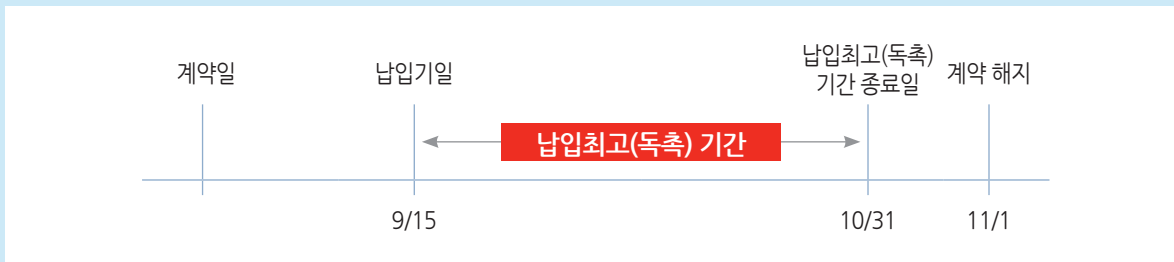 계약일
납입기일
납입최고(독촉)
기간 종료일
계약 해지
납입최고(독촉) 기간
9/15
10/31
11/1